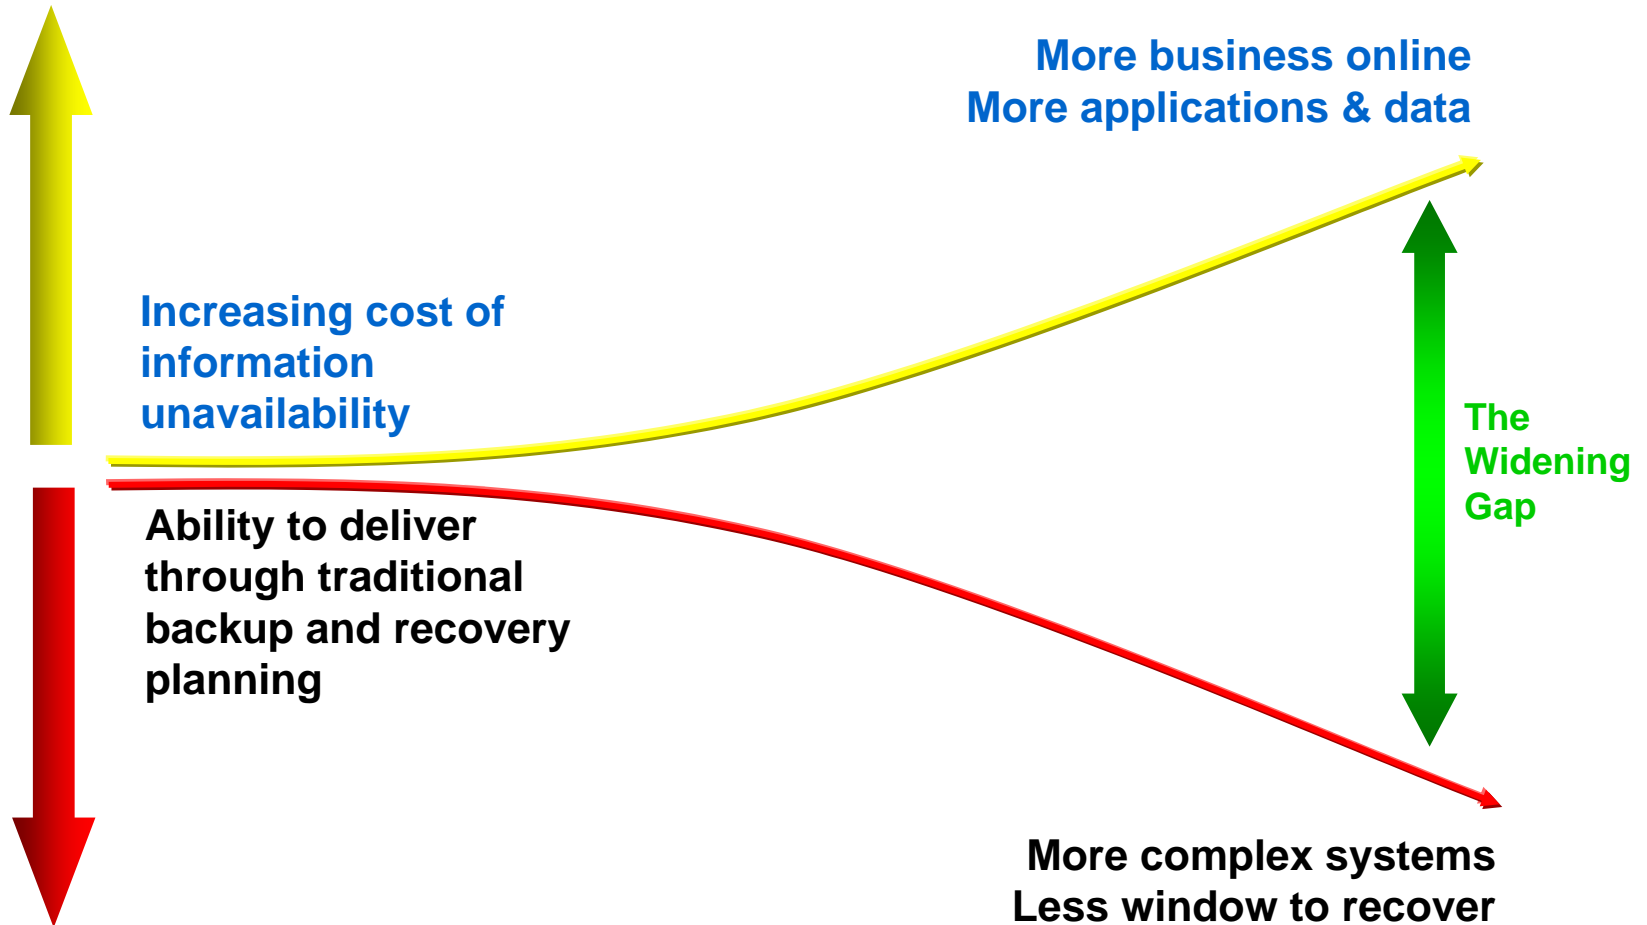 More business online
More applications & data
Increasing cost of
information
unavailability
The
Widening
Gap
Ability to deliver
through traditional
backup and recovery
planning
More complex systems
Less window to recover